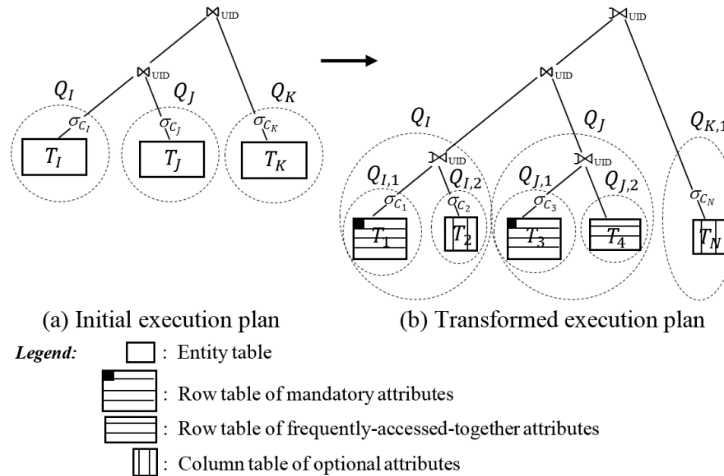 ⋈UID
⋈UID
Q_I Q_J Q_K
σ_{C_I} σ_{C_J} σ_{C_K}
T_I T_J T_K
⟕UID
⋈UID
Q_I Q_J Q_{K,1}
⟕UID ⟕UID
Q_{I,1} Q_{I,2} Q_{J,1} Q_{J,2}
σ_{C_1} σ_{C_2} σ_{C_3} σ_{C_N}
T_1 T_2 T_3 T_4 T_N
(a) Initial execution plan
(b) Transformed execution plan
Legend: : Entity table
: Row table of mandatory attributes
: Row table of frequently-accessed-together attributes
: Column table of optional attributes